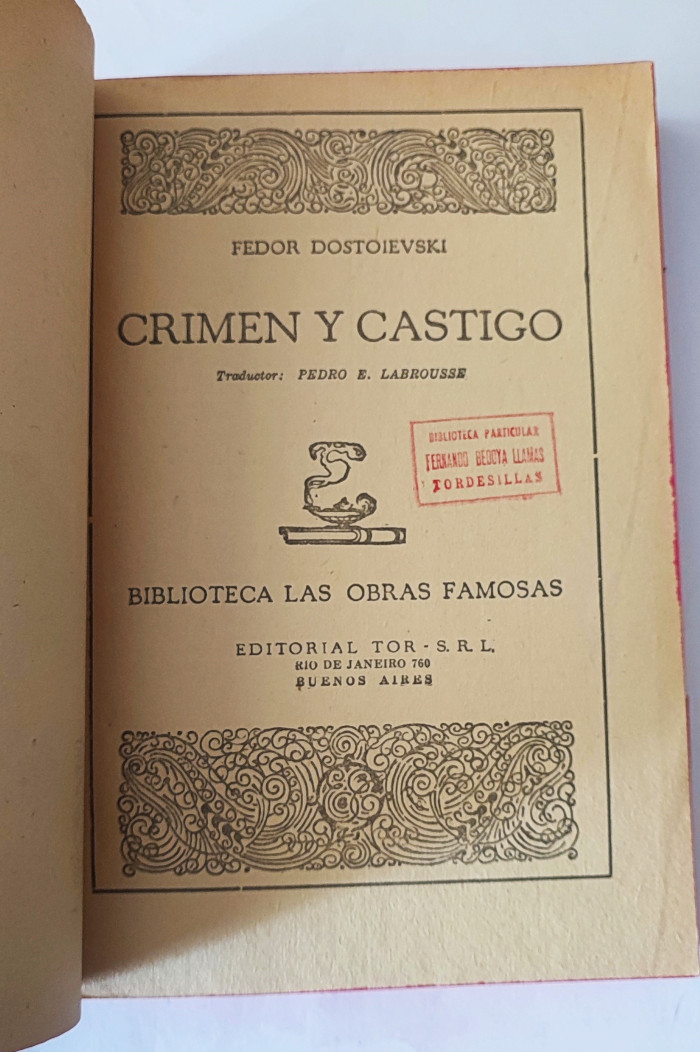 FEDOR DOSTOIEVSKI
CRIMEN Y CASTIGO
Traductor: PEDRO E. LABROUSSE
BIBLIOTECA PARTICULAR
FERNANDO BEDOYA LLAMAS
TORDESILLAS
BIBLIOTECA LAS OBRAS FAMOSAS
EDITORIAL TOR - S. R. L.
RIO DE JANEIRO 760
BUENOS AIRES